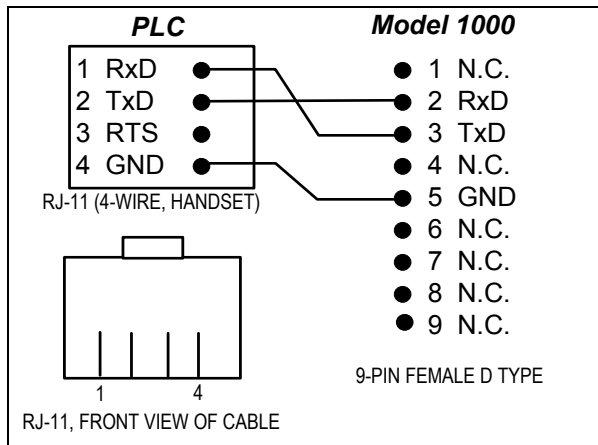 PLC
1 RxD
2 TxD
3 RTS
4 GND
RJ-11 (4-WIRE, HANDSET)
1 4
RJ-11, FRONT VIEW OF CABLE
Model 1000
1 N.C.
2 RxD
3 TxD
4 N.C.
5 GND
6 N.C.
7 N.C.
8 N.C.
9 N.C.
9-PIN FEMALE D TYPE